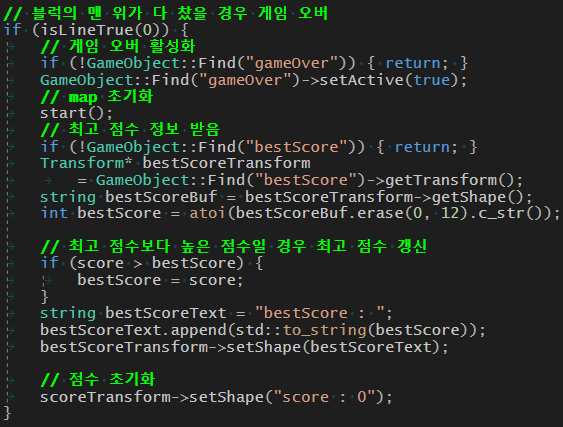 // 블럭의 맨 위가 다 찼을 경우 게임 오버
if (isLineTrue(0)) {
    // 게임 오버 활성화
    if (!GameObject::Find("gameOver")) { return; }
    GameObject::Find("gameOver")->setActive(true);
    // map 초기화
    start();
    // 최고 점수 정보 받음
    if (!GameObject::Find("bestScore")) { return; }
    Transform* bestScoreTransform
        = GameObject::Find("bestScore")->getTransform();
    string bestScoreBuf = bestScoreTransform->getShape();
    int bestScore = atoi(bestScoreBuf.erase(0, 12).c_str());

    // 최고 점수보다 높은 점수일 경우 최고 점수 갱신
    if (score > bestScore) {
        bestScore = score;
    }
    string bestScoreText = "bestScore : ";
    bestScoreText.append(std::to_string(bestScore));
    bestScoreTransform->setShape(bestScoreText);

    // 점수 초기화
    scoreTransform->setShape("score : 0");
}